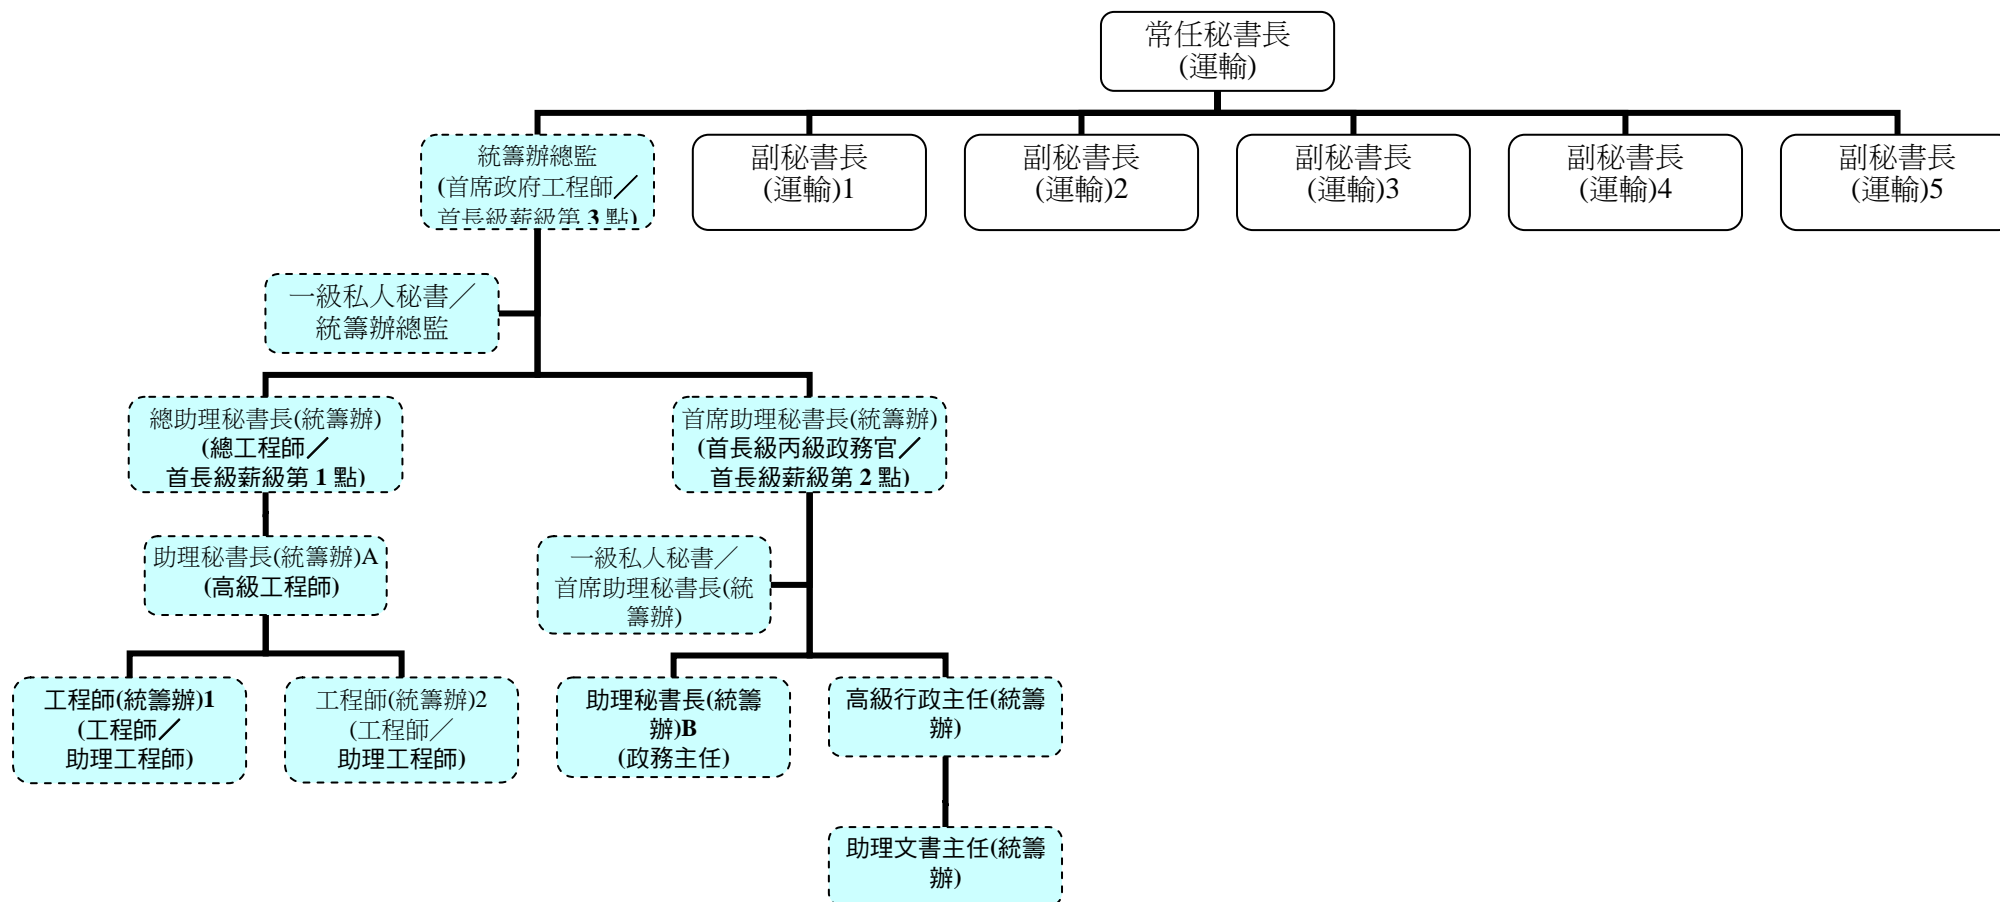 常任秘書長
(運輸)
統籌辦總監
(首席政府工程師／
首長級薪級第 3 點)
副秘書長
(運輸)1
副秘書長
(運輸)2
副秘書長
(運輸)3
副秘書長
(運輸)4
副秘書長
(運輸)5
一級私人秘書／
統籌辦總監
總助理秘書長(統籌辦)
(總工程師／
首長級薪級第 1 點)
首席助理秘書長(統籌辦)
(首長級丙級政務官／
首長級薪級第 2 點)
助理秘書長(統籌辦)A
(高級工程師)
一級私人秘書／
首席助理秘書長(統
籌辦)
工程師(統籌辦)1
(工程師／
助理工程師)
工程師(統籌辦)2
(工程師／
助理工程師)
助理秘書長(統籌
辦)B
(政務主任)
高級行政主任(統籌
辦)
助理文書主任(統籌
辦)